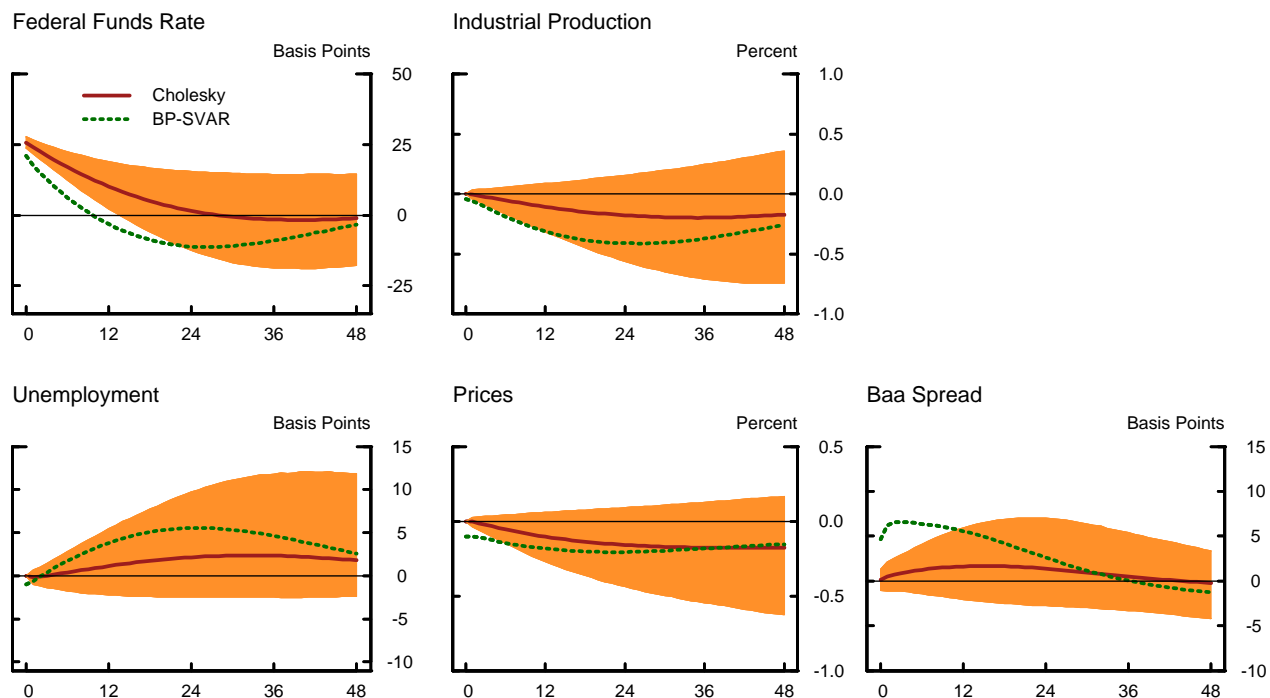 Federal Funds Rate
Basis Points
50
25
0
-25
Cholesky
BP-SVAR
0 12 24 36 48
Industrial Production
Percent
1.0
0.5
0.0
-0.5
-1.0
0 12 24 36 48
Unemployment
Basis Points
15
10
5
0
-5
-10
0 12 24 36 48
Prices
Percent
0.5
0.0
-0.5
-1.0
0 12 24 36 48
Baa Spread
Basis Points
15
10
5
0
-5
-10
0 12 24 36 48